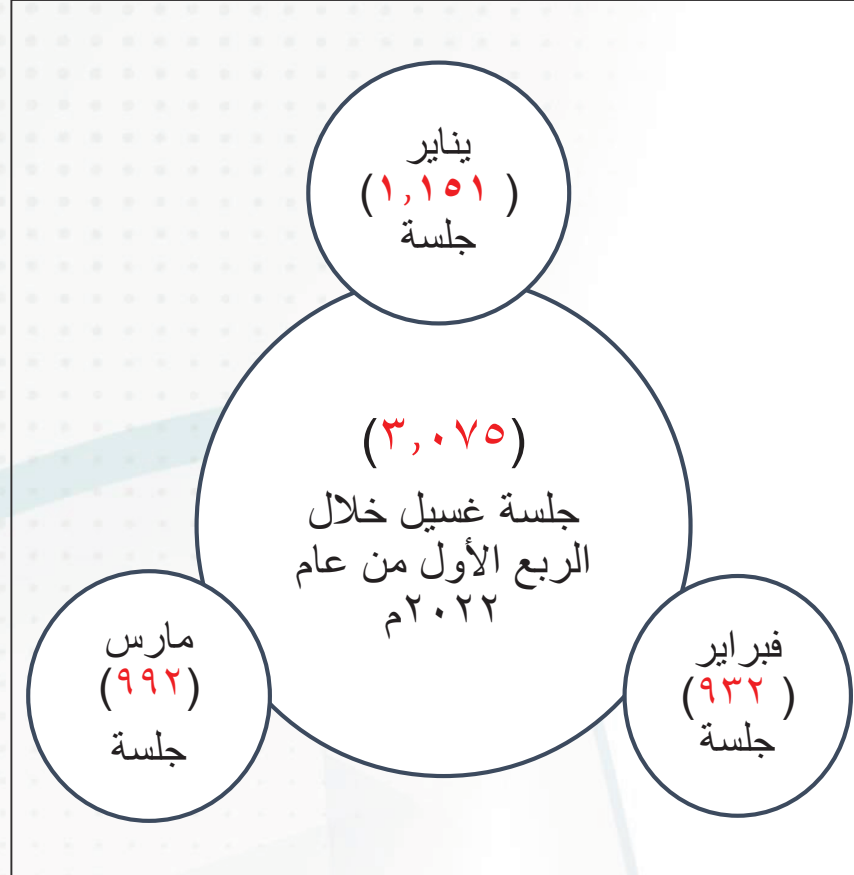 يناير
( ١,١٥١)
جلسة
(٣,٠٧٥)
جلسة غسيل خلال
الربع الأول من عام
٢٠٢٢م
فبراير
( ٩٣٢)
جلسة
مارس
(٩٩٢)
جلسة